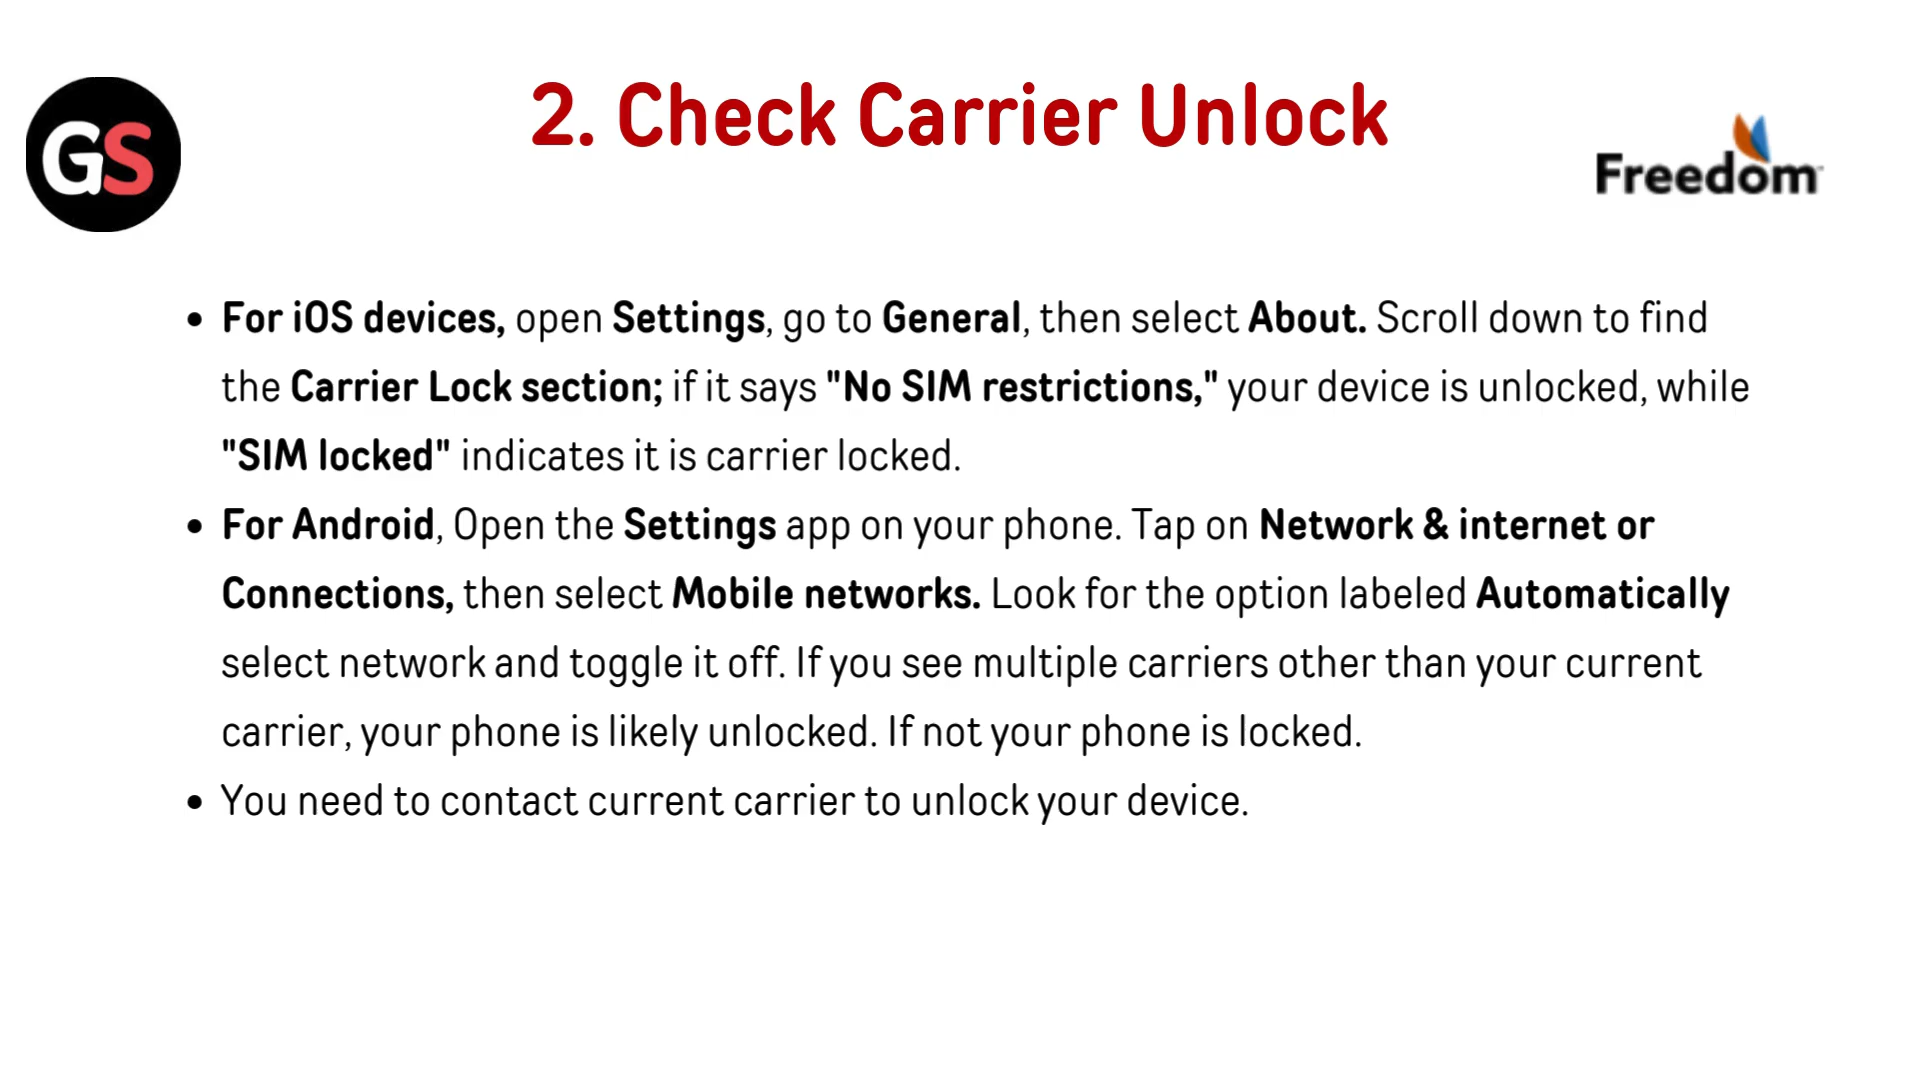 2. Check Carrier Unlock
GS
Freedom
• For iOS devices, open Settings, go to General, then select About. Scroll down to find
the Carrier Lock section; if it says "No SIM restrictions," your device is unlocked, while
"SIM locked" indicates it is carrier locked.
• For Android, Open the Settings app on your phone. Tap on Network & internet or
Connections, then select Mobile networks. Look for the option labeled Automatically
select network and toggle it off. If you see multiple carriers other than your current
carrier, your phone is likely unlocked. If not your phone is locked.
• You need to contact current carrier to unlock your device.